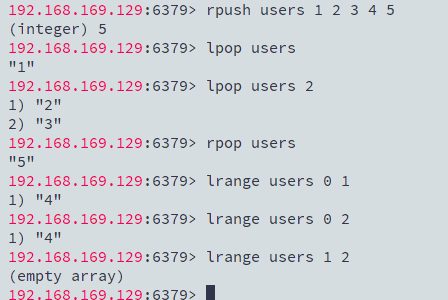 192.168.169.129:6379> rpush users 1 2 3 4 5
(integer) 5
192.168.169.129:6379> lpop users
"1"
192.168.169.129:6379> lpop users 2
1) "2"
2) "3"
192.168.169.129:6379> rpop users
"5"
192.168.169.129:6379> lrange users 0 1
1) "4"
192.168.169.129:6379> lrange users 0 2
1) "4"
192.168.169.129:6379> lrange users 1 2
(empty array)
192.168.169.129:6379>